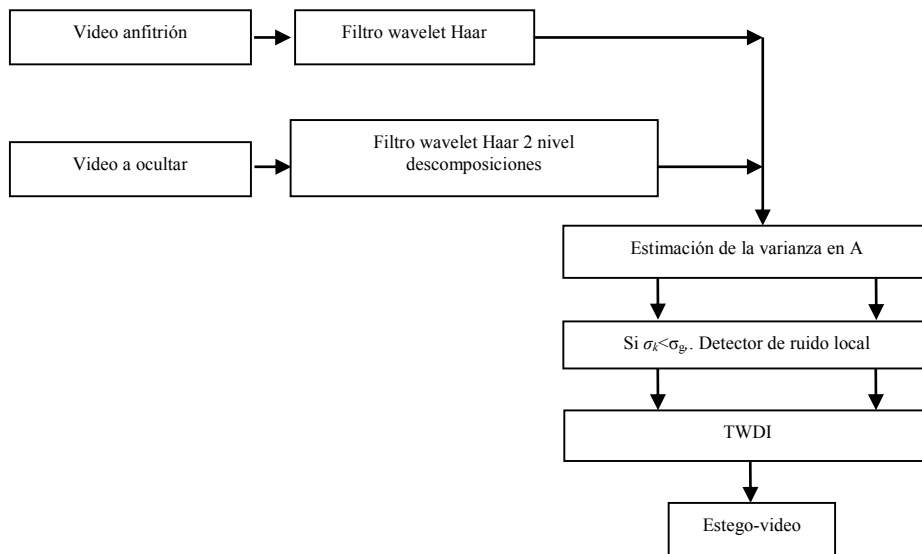 Video anfitrión
Filtro wavelet Haar
Video a ocultar
Filtro wavelet Haar 2 nivel
descomposiciones
Estimación de la varianza en A
Si σk<σg,. Detector de ruido local
TWDI
Estego-video